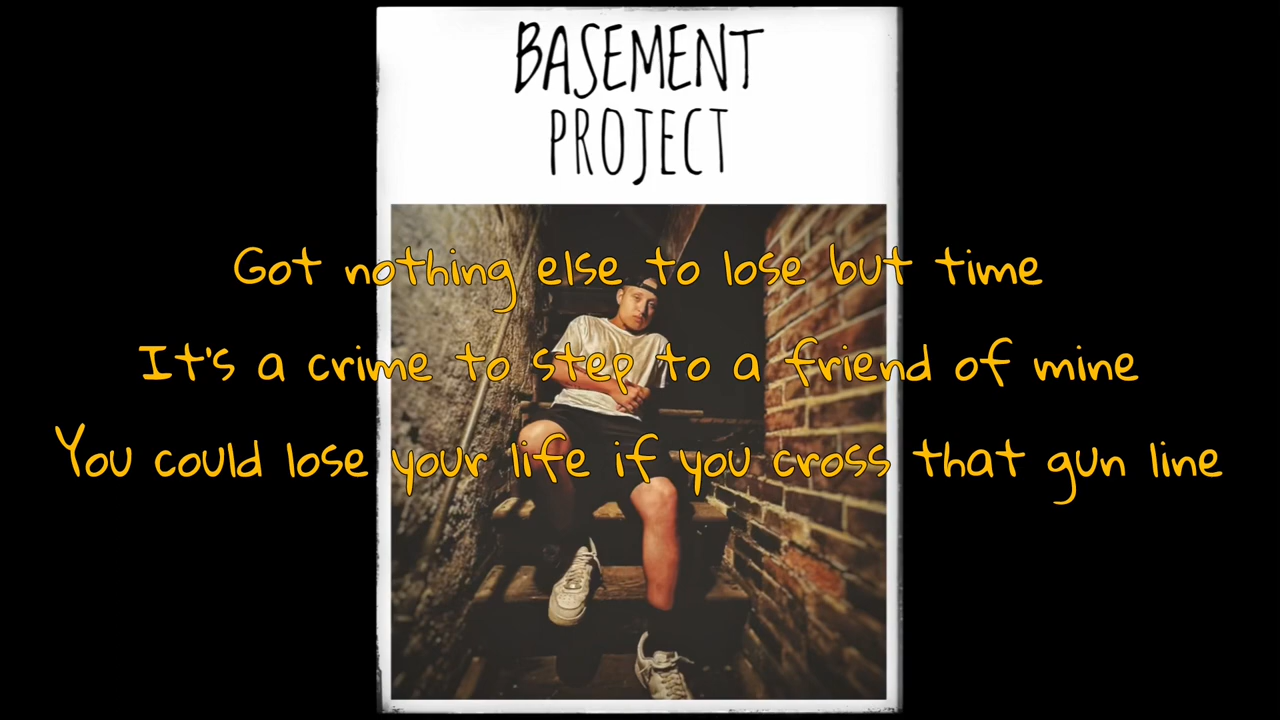 BASEMENT
PROJECT
Got nothing else to lose but time
It's a crime to step to a friend of mine
You could lose your life if you cross that gun line